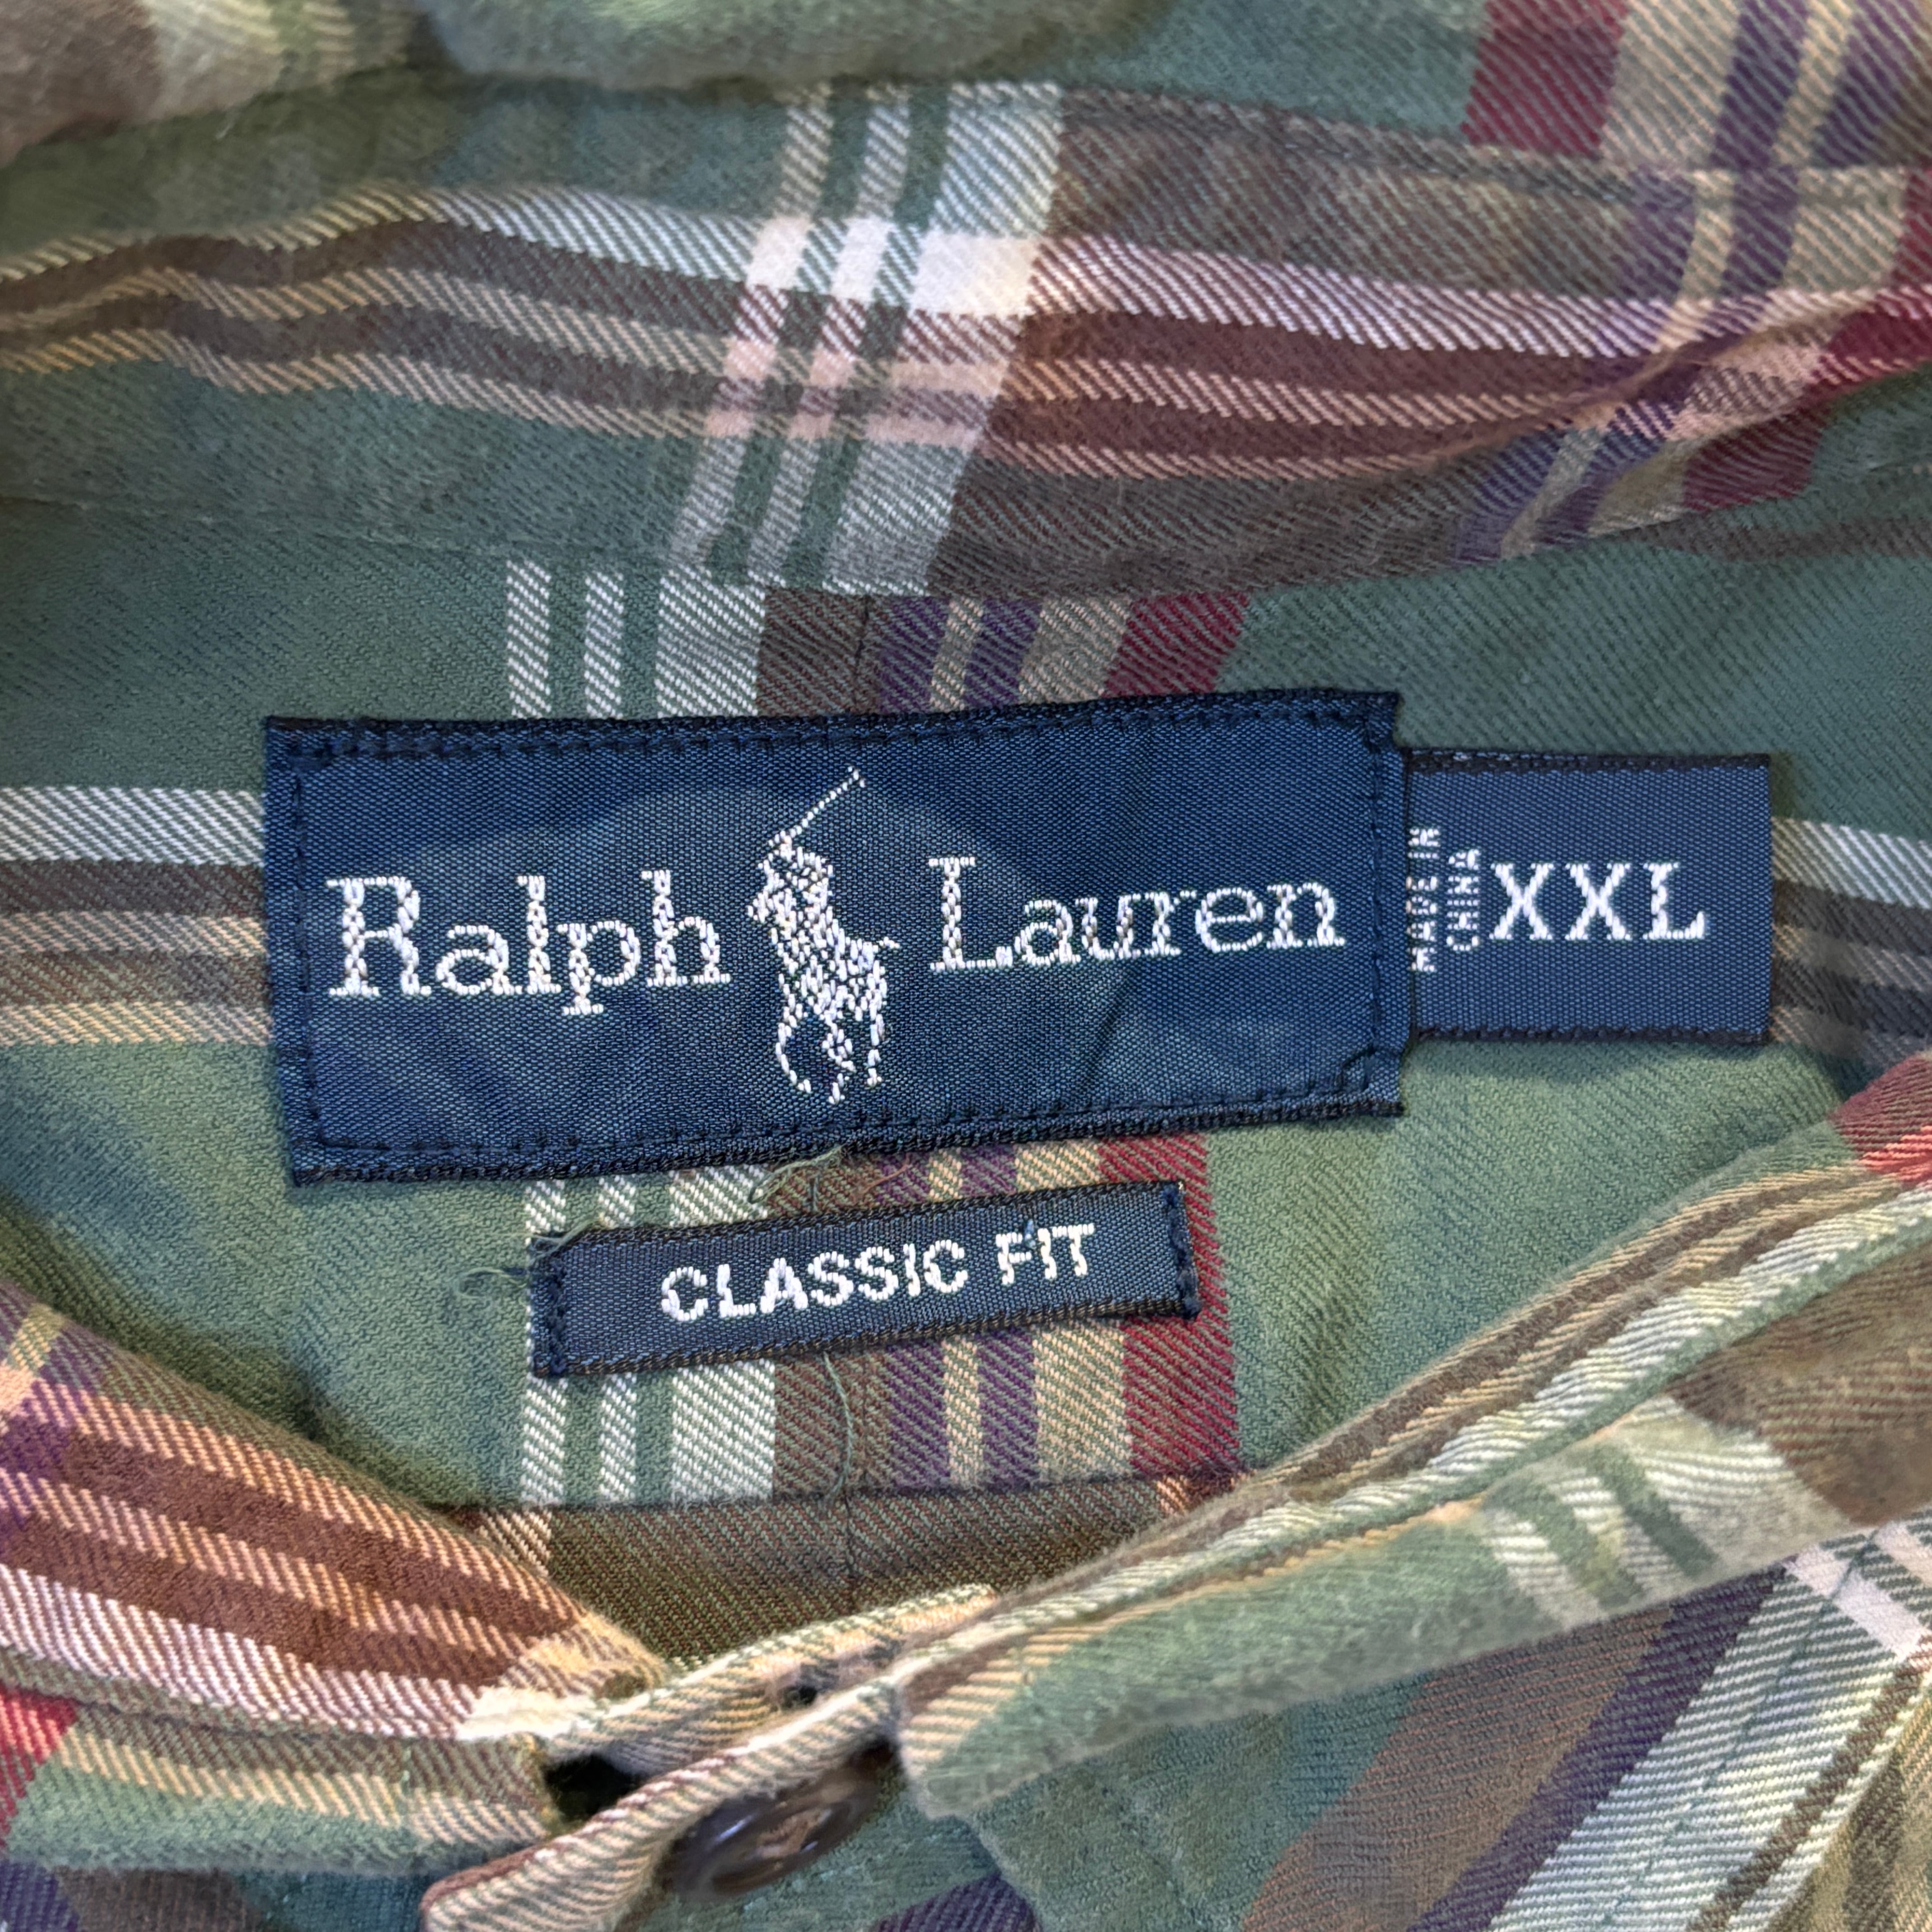 Ralph Lauren
MADE IN
CHINA
XXL
CLASSIC FIT